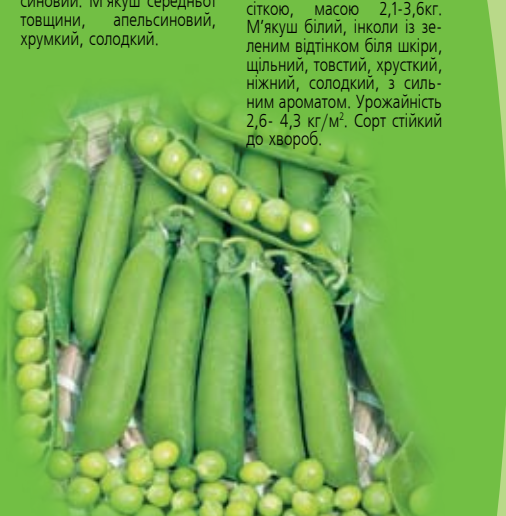 синовий. М'якуш середньої
товщини, апельсиновий,
хрумкий, солодкий.
сіткою, масою 2,1-3,6кг.
М'якуш білий, інколи із зе-
леним відтінком біля шкіри,
щільний, товстий, хрусткий,
ніжний, солодкий, з силь-
ним ароматом. Урожайність
2,6- 4,3 кг/м². Сорт стійкий
до хвороб.